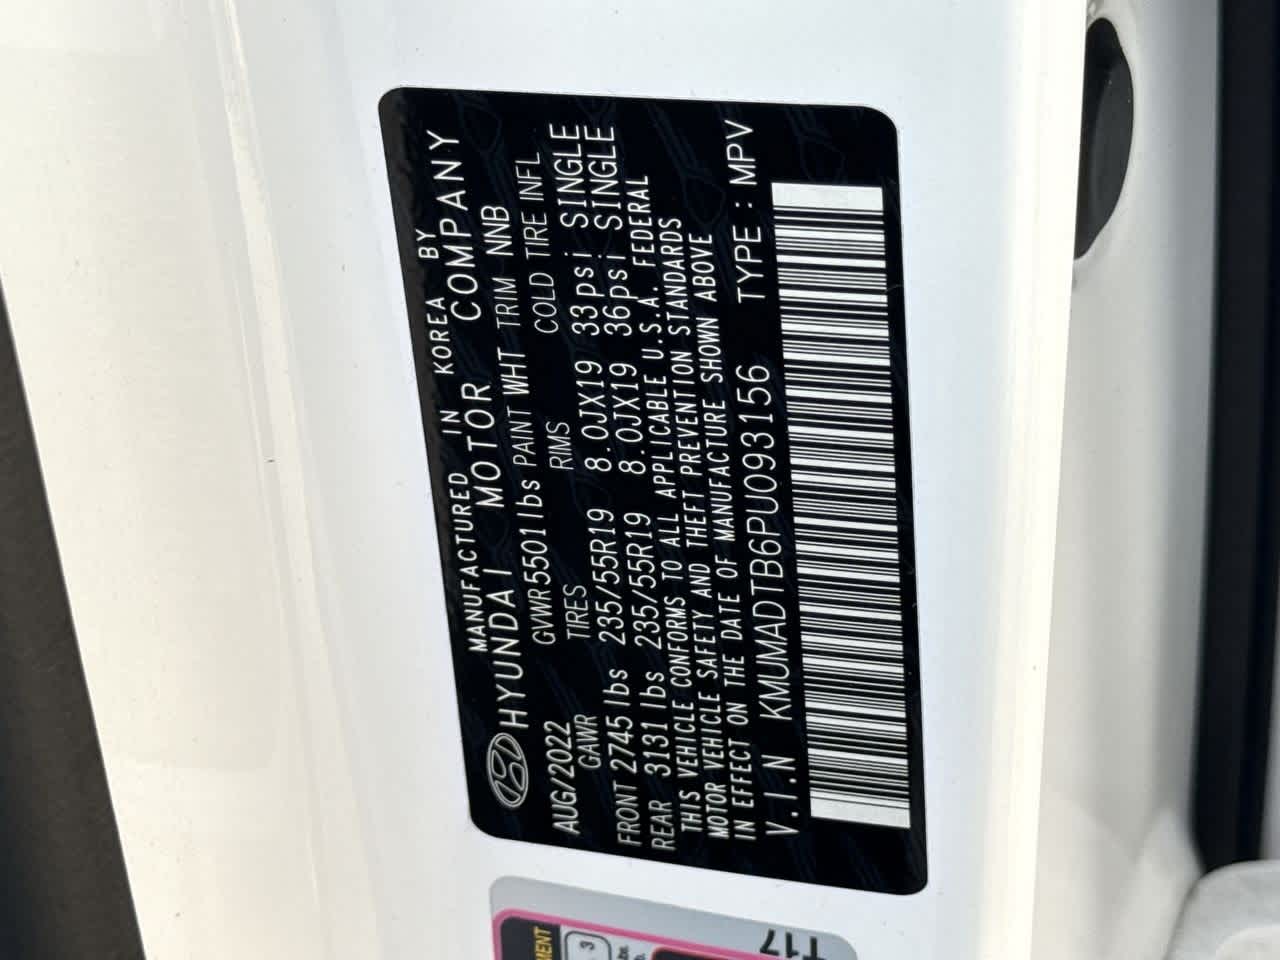 MANUFACTURED IN KOREA BY
HYUNDAI MOTOR COMPANY
AUG/2022 GVWR 5501 lbs PAINT WHT TRIM NNB
GAWR TIRES RIMS COLD TIRE INFL
FRONT 2745 lbs 235/55R19 8.0JX19 33psi SINGLE
REAR 3131 lbs 235/55R19 8.0JX19 36psi SINGLE
THIS VEHICLE CONFORMS TO ALL APPLICABLE U.S.A. FEDERAL
MOTOR VEHICLE SAFETY AND THEFT PREVENTION STANDARDS
IN EFFECT ON THE DATE OF MANUFACTURE SHOWN ABOVE
V.I.N KMUMADTB6PU093156 TYPE : MPV
T17
3